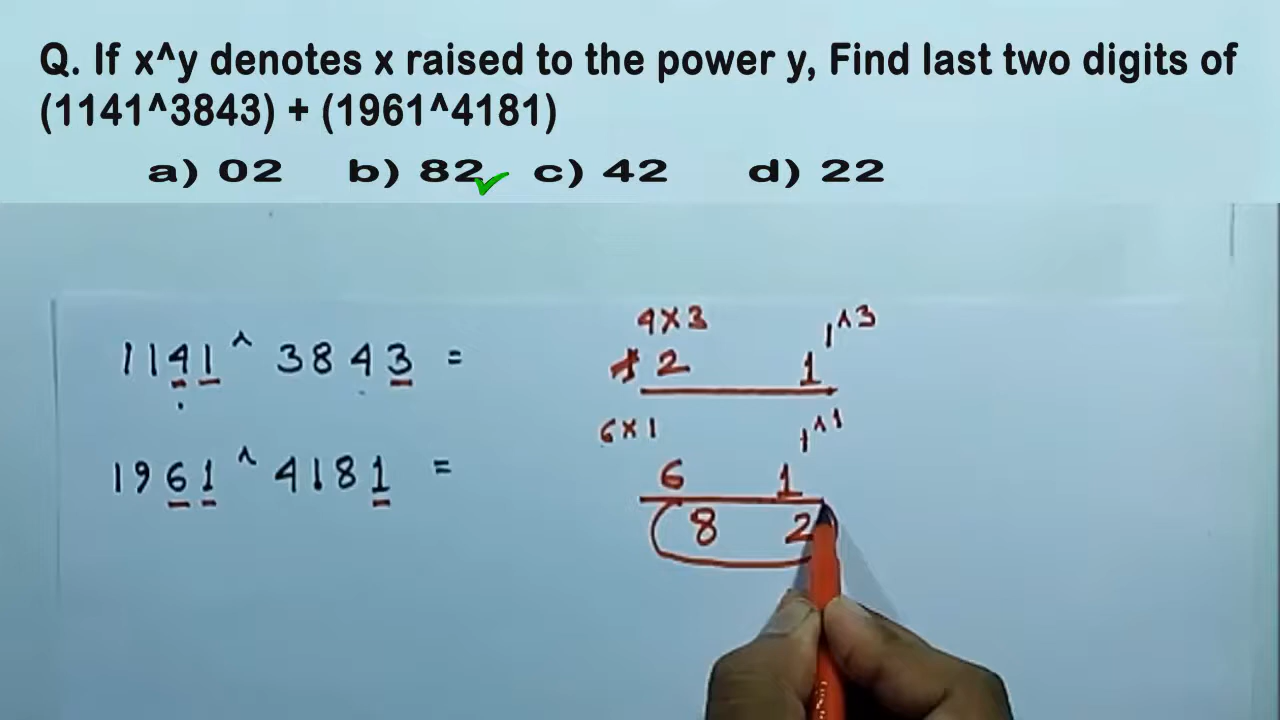 Q. If x^y denotes x raised to the power y, Find last two digits of
(1141^3843) + (1961^4181)
a) 02 b) 82 c) 42 d) 22
4×3 1^3
1141 ^ 3843 = 2 1
6×1 1^1
1961 ^ 4181 = 6 1
8 2